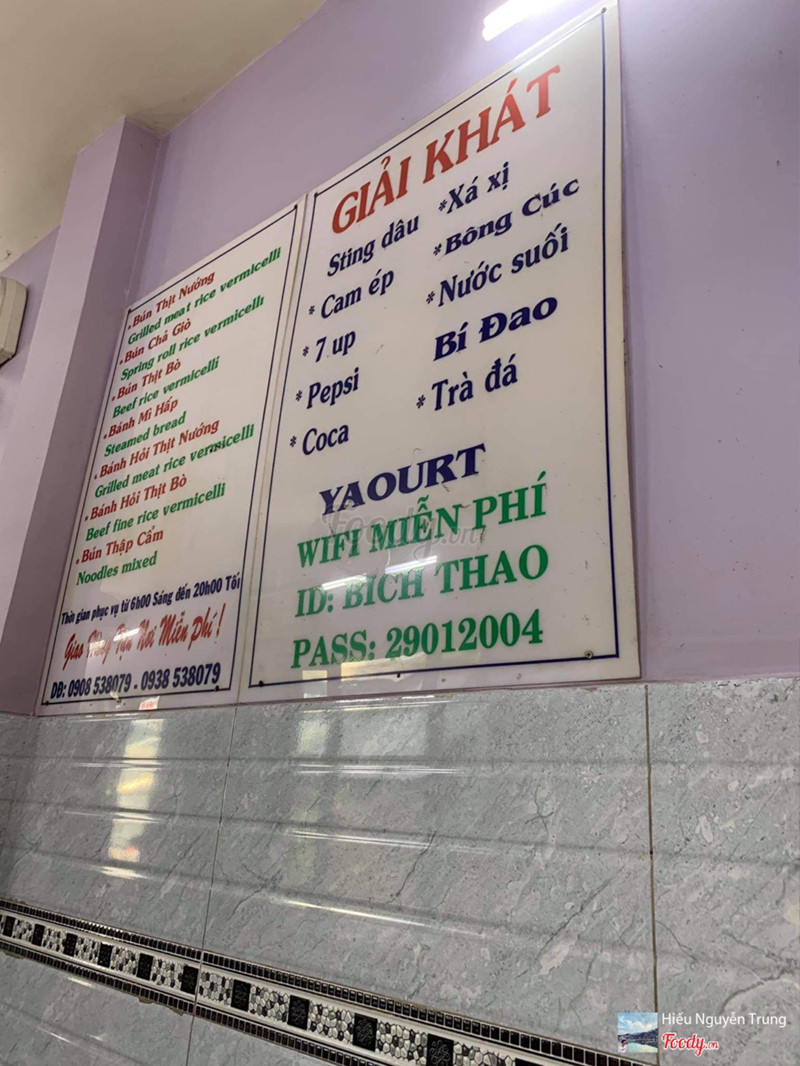 Bún Thịt Nướng
Grilled meat rice vermicelli
Bún Chả Giò
Spring roll rice vermicelli
Bún Thịt Bò
Beef rice vermicelli
Bánh Mì Hấp
Steamed bread
Bánh Hỏi Thịt Nướng
Grilled meat rice vermicelli
Bánh Hỏi Thịt Bò
Beef fine rice vermicelli
Bún Thập Cẩm
Noodles mixed
Thời gian phục vụ từ 6h00 Sáng đến 20h00 Tối
Giao Hàng Tận Nơi Miễn Phí !
DĐ: 0908 538079 - 0938 538079
GIẢI KHÁT
Sting dâu
* Cam ép
* 7 up
* Pepsi
* Coca
*Xá xị
*Bông Cúc
*Nước suối
Bí Đao
* Trà đá
YAOURT
WIFI MIỄN PHÍ
ID: BICH THAO
PASS: 29012004
Foody.vn
Hiếu Nguyễn Trung
Foody.vn